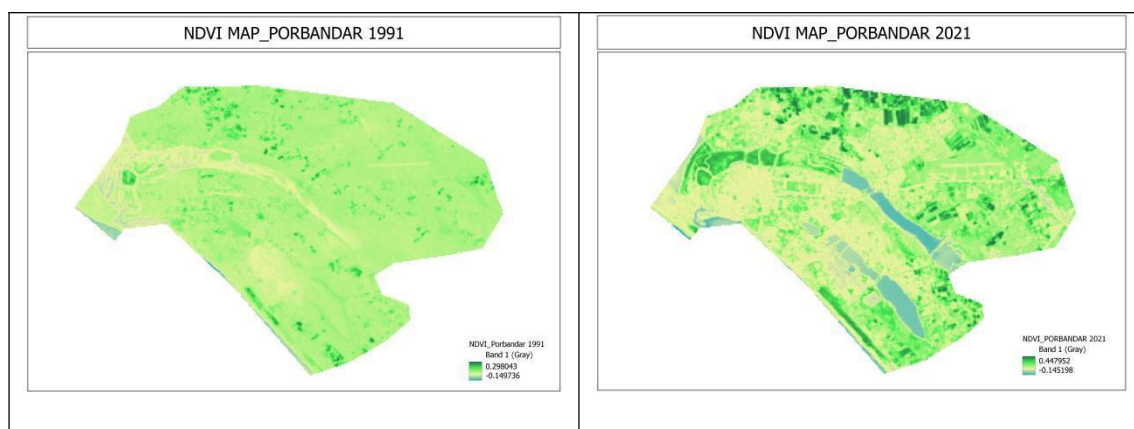 NDVI MAP_PORBANDAR 1991
NDVI_Porbandar 1991
Band 1 (Gray)
0.298043
-0.149736
NDVI MAP_PORBANDAR 2021
NDVI_PORBANDAR 2021
Band 1 (Gray)
0.447952
-0.145198